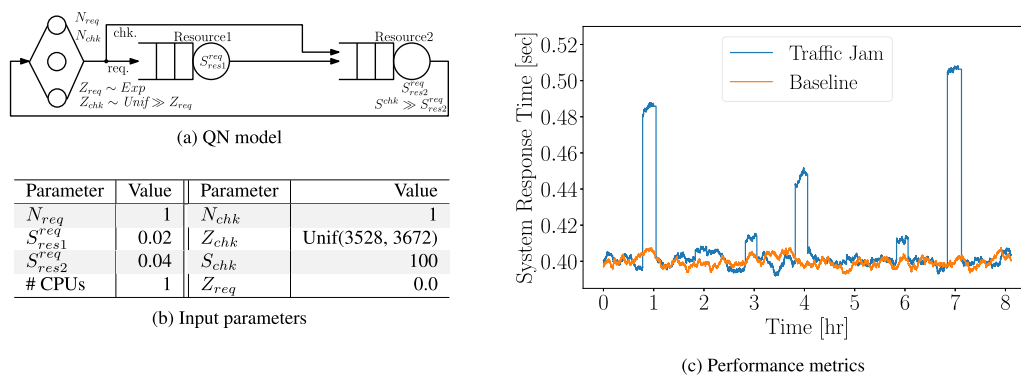 N_req
N_chk
chk.
req.
Resource1
S^req_res1
Resource2
S^req_res2
Z_req ∼ Exp
Z_chk ∼ Unif ≫ Z_req
S^chk ≫ S^req_res2
(a) QN model
Parameter Value Parameter Value
N_req 1 N_chk 1
S^req_res1 0.02 Z_chk Unif(3528, 3672)
S^req_res2 0.04 S_chk 100
# CPUs 1 Z_req 0.0
(b) Input parameters
System Response Time [sec]
0.52
0.50
0.48
0.46
0.44
0.42
0.40
Traffic Jam
Baseline
0 1 2 3 4 5 6 7 8
Time [hr]
(c) Performance metrics